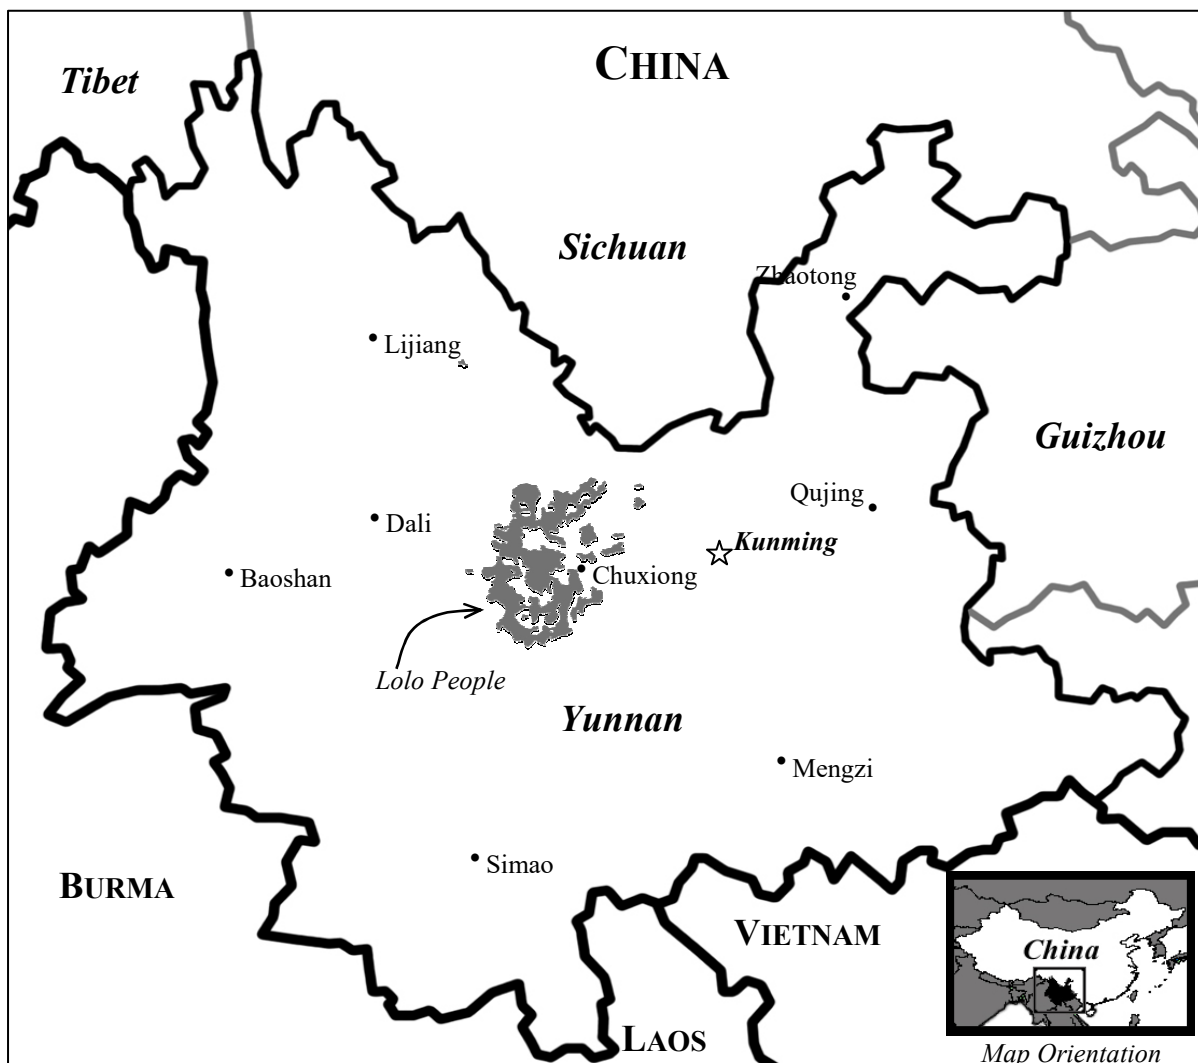 CHINA
Tibet
Sichuan
Zhaotong
Lijiang
Guizhou
Qujing
Dali
Kunming
Baoshan
Chuxiong
Lolo People
Yunnan
Mengzi
Simao
BURMA
VIETNAM
China
LAOS
Map Orientation